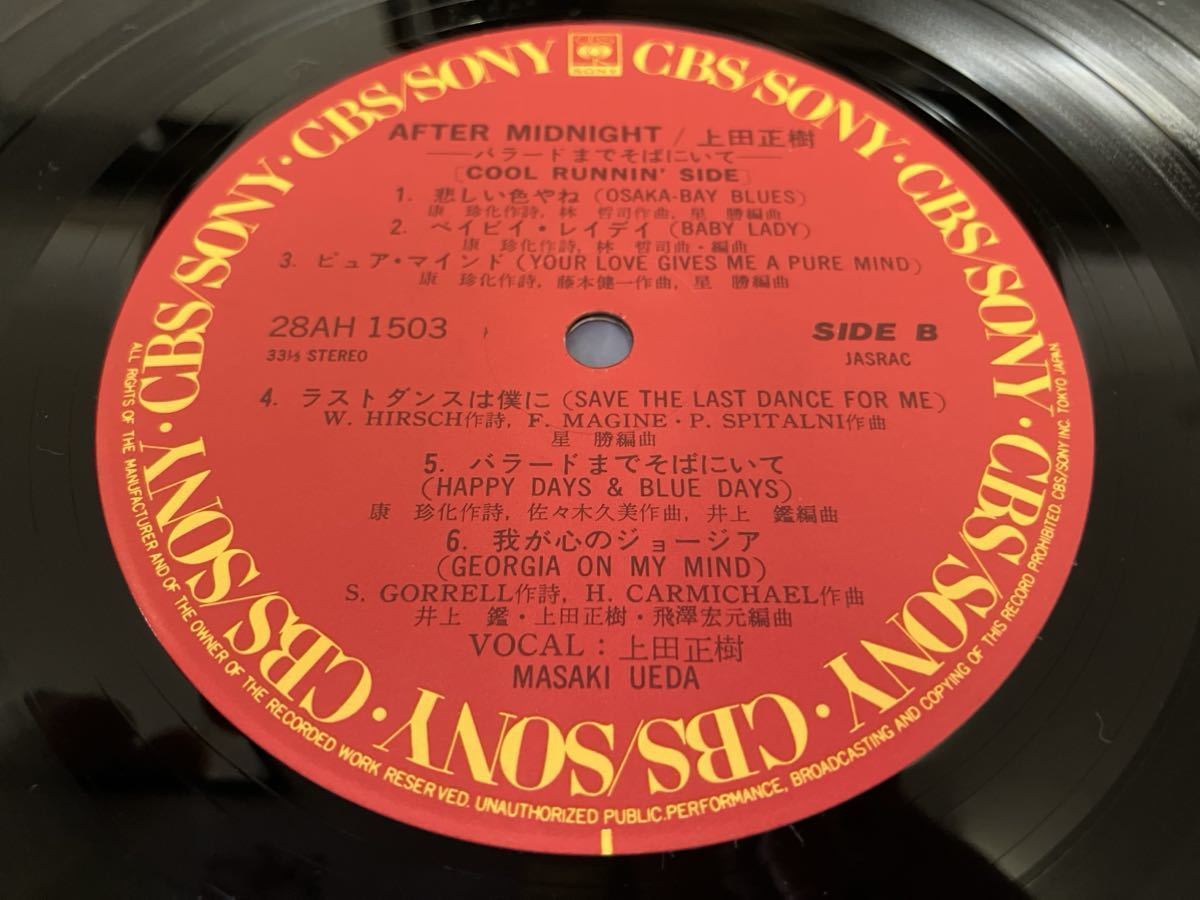 CBS/SONY · CBS/SONY · CBS/SONY · CBS/SONY · CBS/SONY · CBS/SONY · CBS/SONY · CBS/SONY
SONY
AFTER MIDNIGHT / 上田正樹
—バラードまでそばにいて—
[COOL RUNNIN' SIDE]
1. 悲しい色やね (OSAKA-BAY BLUES)
康 珍化作詩, 林 哲司作曲, 星 勝編曲
2. ベイビイ・レイディ (BABY LADY)
康 珍化作詩, 林 哲司曲・編曲
3. ピュア・マインド (YOUR LOVE GIVES ME A PURE MIND)
康 珍化作詩, 藤本健一作曲, 星 勝編曲
28AH 1503
SIDE B
33⅓ STEREO
JASRAC
4. ラストダンスは僕に (SAVE THE LAST DANCE FOR ME)
W. HIRSCH作詩, F. MAGINE・P. SPITALNI作曲
星 勝編曲
5. バラードまでそばにいて
(HAPPY DAYS & BLUE DAYS)
康 珍化作詩, 佐々木久美作曲, 井上 鑑編曲
6. 我が心のジョージア
(GEORGIA ON MY MIND)
S. GORRELL作詩, H. CARMICHAEL作曲
井上 鑑・上田正樹・飛澤宏元編曲
VOCAL : 上田正樹
MASAKI UEDA
ALL RIGHTS OF THE MANUFACTURER AND OF THE OWNER OF THE RECORDED WORK RESERVED. UNAUTHORIZED PUBLIC.PERFORMANCE, BROADCASTING AND COPYING OF THIS RECORD PROHIBITED. CBS/SONY INC. TOKYO JAPAN.